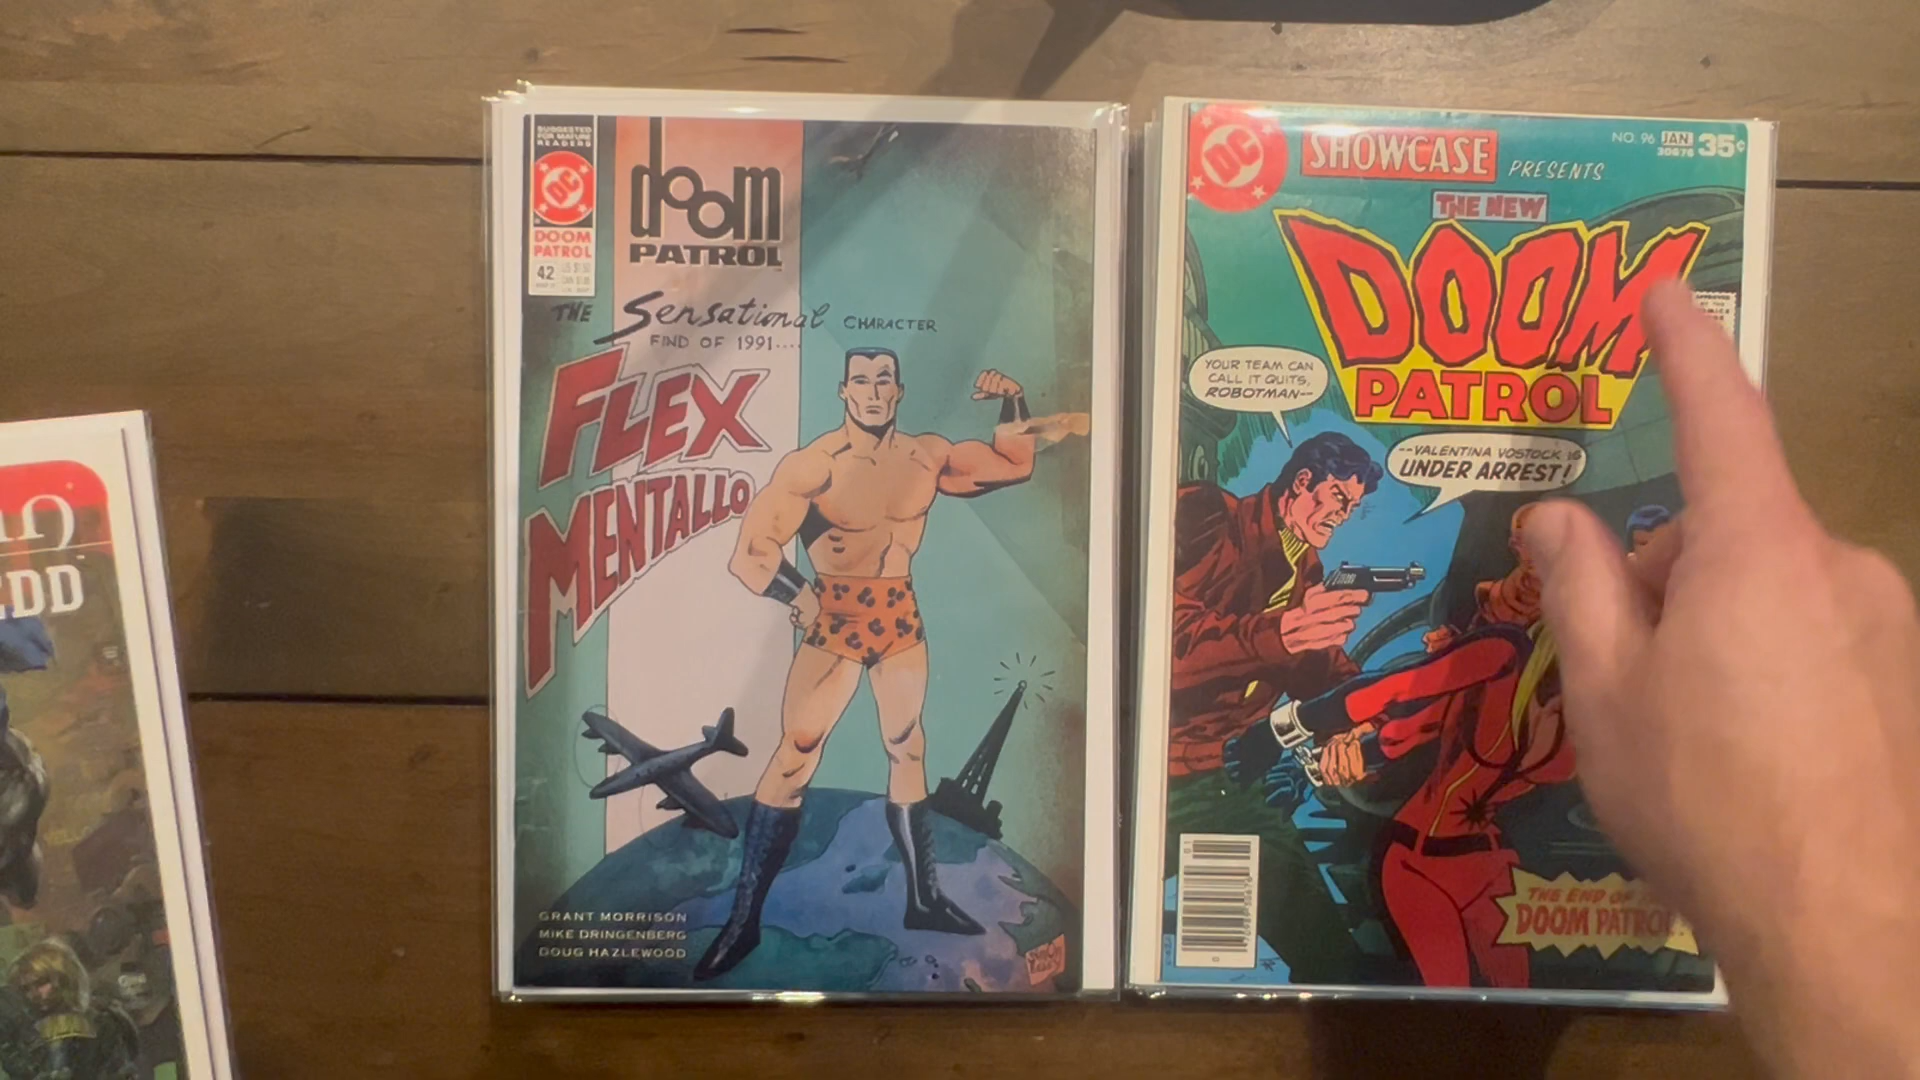 SUGGESTED
FOR MATURE
READERS
DC
DOOM
PATROL
42
doom
PATROL
THE Sensational CHARACTER
FIND OF 1991....
FLEX
MENTALLO
GRANT MORRISON
MIKE DRINGENBERG
DOUG HAZLEWOOD
DC
SHOWCASE PRESENTS
NO. 96 JAN 35¢
30676
THE NEW
DOOM
PATROL
APPROVED
YOUR TEAM CAN
CALL IT QUITS,
ROBOTMAN--
--VALENTINA VOSTOCK IS
UNDER ARREST!
THE END OF
DOOM PATROL